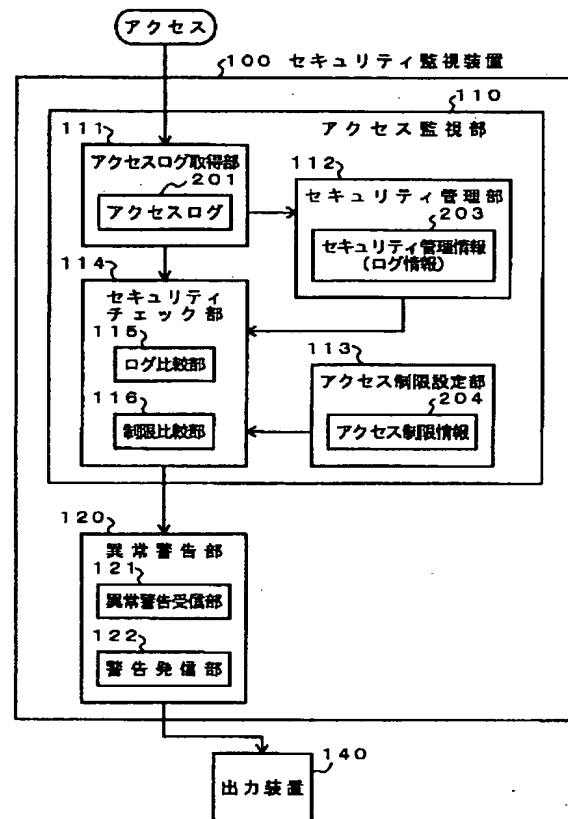 アクセス
100 セキュリティ監視装置
110
アクセス監視部
111
アクセスログ取得部
201
アクセスログ
112
セキュリティ管理部
203
セキュリティ管理情報
(ログ情報)
114
セキュリティ
チェック部
115
ログ比較部
116
制限比較部
113
アクセス制限設定部
204
アクセス制限情報
120
異常警告部
121
異常警告受信部
122
警告発信部
140
出力装置